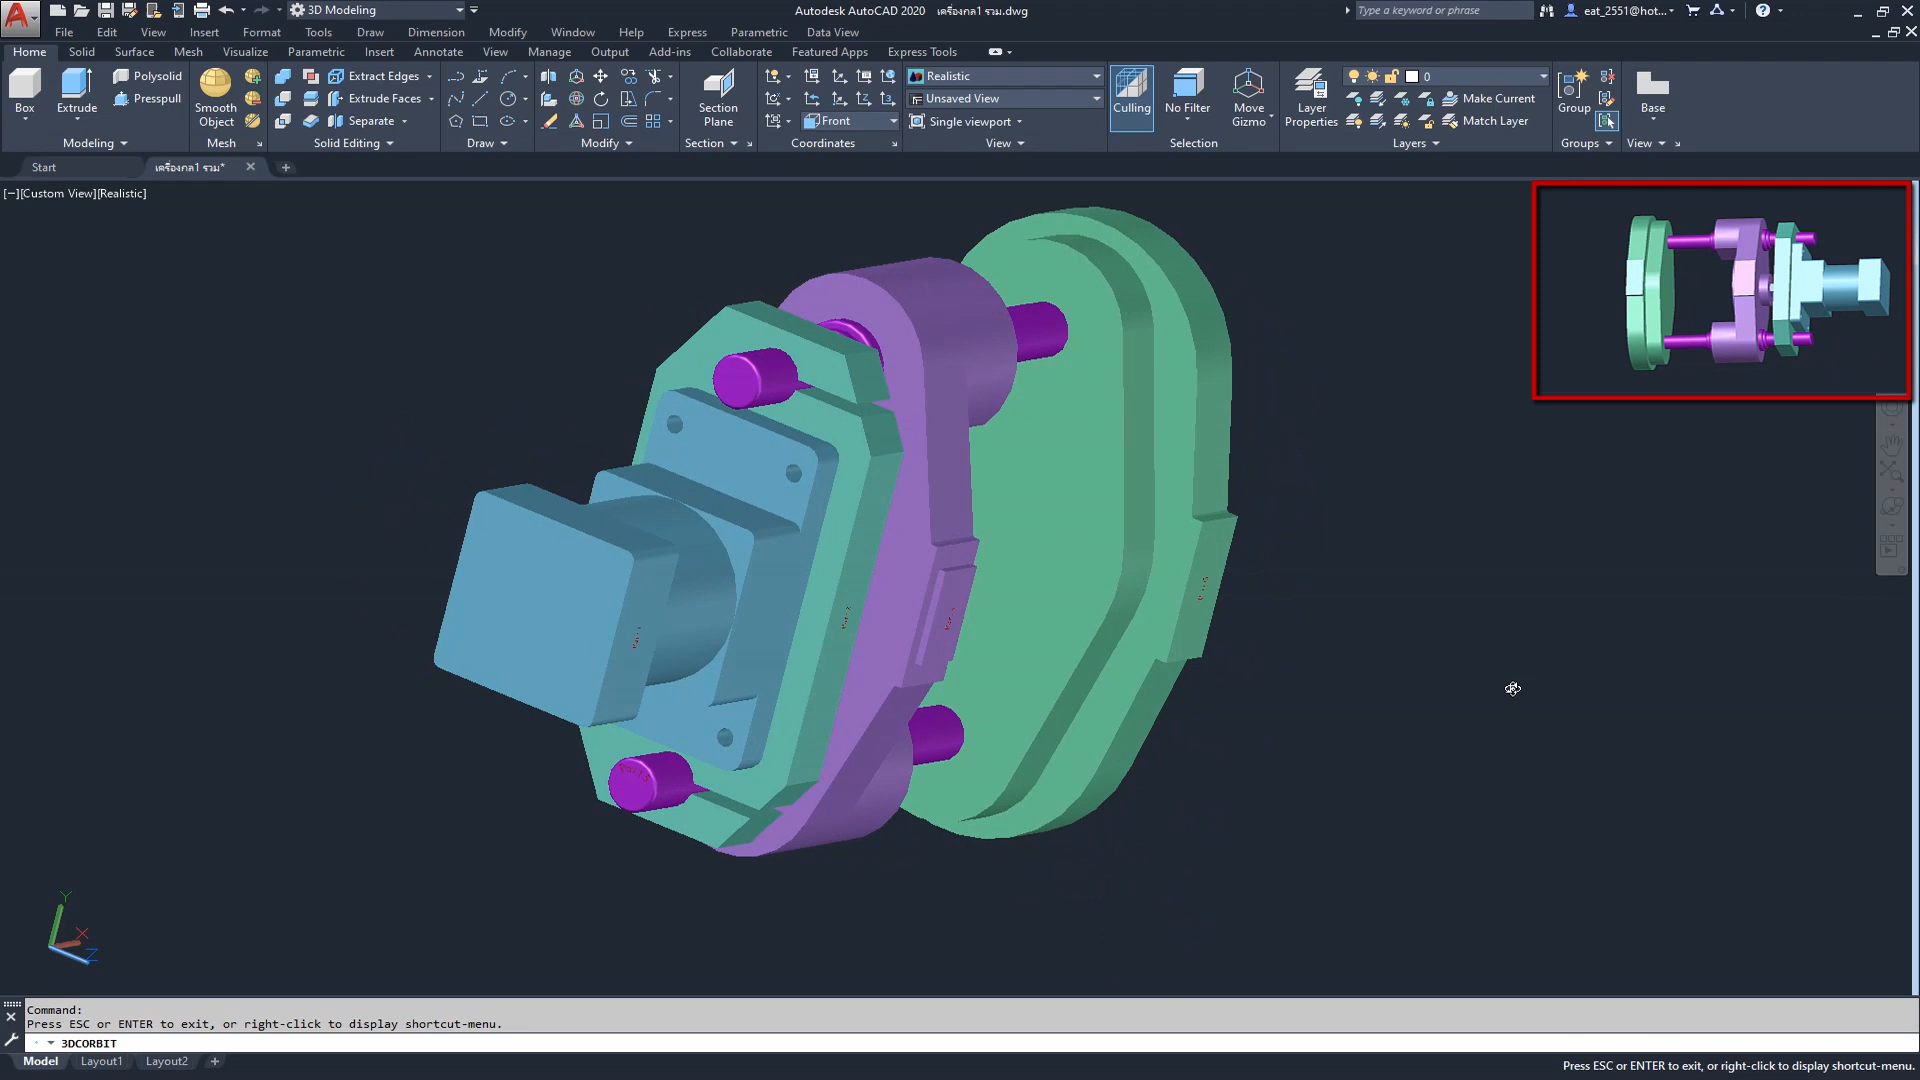 3D Modeling
Autodesk AutoCAD 2020 เครื่องกล1 รวม.dwg
Type a keyword or phrase
eat_2551@hot...
File Edit View Insert Format Tools Draw Dimension Modify Window Help Express Parametric Data View
Home Solid Surface Mesh Visualize Parametric Insert Annotate View Manage Output Add-ins Collaborate Featured Apps Express Tools
Box
Extrude
Polysolid
Presspull
Modeling
Smooth
Object
Mesh
Extract Edges
Extrude Faces
Separate
Solid Editing
Draw
Modify
Section
Plane
Section
Front
Coordinates
Realistic
Unsaved View
Single viewport
View
Culling
No Filter
Move
Gizmo
Selection
Layer
Properties
0
Make Current
Match Layer
Layers
Group
Groups
Base
View
Start
เครื่องกล1 รวม*
[−][Custom View][Realistic]
Y
X
Z
Command:
Press ESC or ENTER to exit, or right-click to display shortcut-menu.
3DCORBIT
Model Layout1 Layout2
Press ESC or ENTER to exit, or right-click to display shortcut-menu.